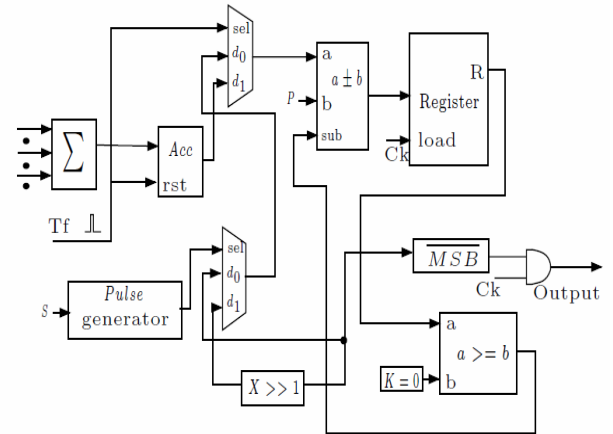 sel
d0
d1
a
P
b
a ± b
sub
R
Register
load
Ck
∑
Acc
rst
Tf
S
Pulse
generator
sel
d0
d1
X >> 1
MSB
Ck
Output
a
a >= b
K = 0
b